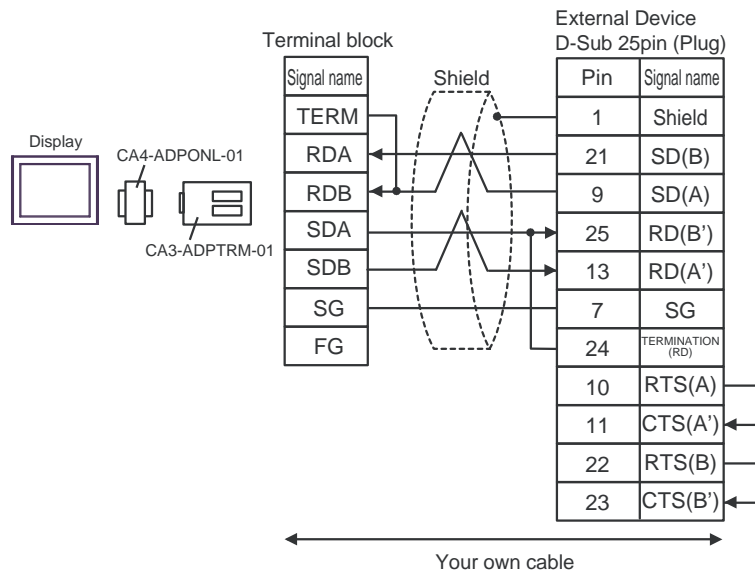 External Device
Terminal block
D-Sub 25pin (Plug)
Signal name
Shield
Pin
Signal name
TERM
1
Shield
Display
CA4-ADPONL-01
RDA
21
SD(B)
RDB
9
SD(A)
CA3-ADPTRM-01
SDA
25
RD(B')
SDB
13
RD(A')
SG
7
SG
FG
24
TERMINATION
(RD)
10
RTS(A)
11
CTS(A')
22
RTS(B)
23
CTS(B')
Your own cable